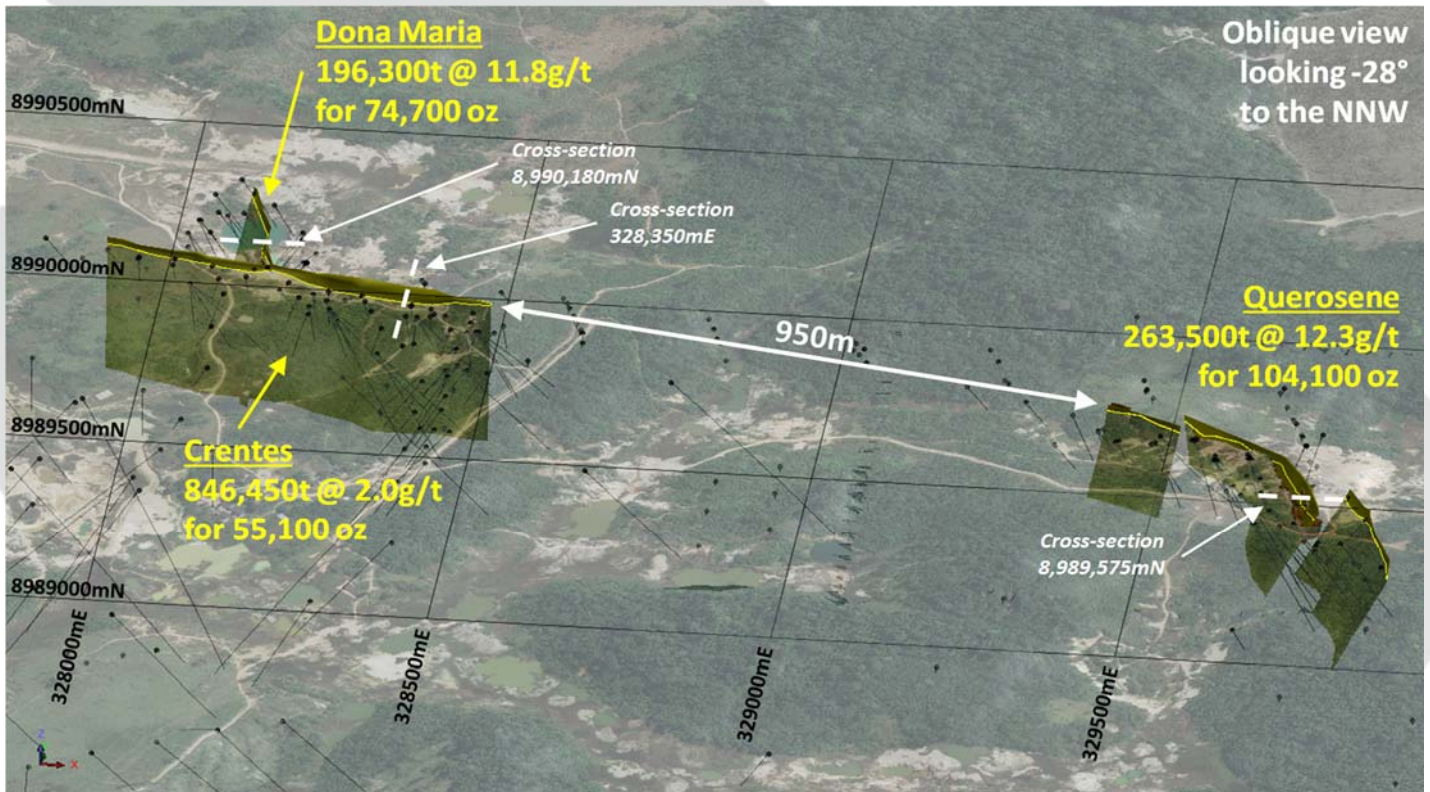 Dona Maria
196,300t @ 11.8g/t
for 74,700 oz
Oblique view
looking -28°
to the NNW
8990500mN
Cross-section
8,990,180mN
Cross-section
328,350mE
8990000mN
950m
Querosene
263,500t @ 12.3g/t
for 104,100 oz
8989500mN
Crentes
846,450t @ 2.0g/t
for 55,100 oz
Cross-section
8,989,575mN
8989000mN
328000mE
328500mE
329000mE
329500mE
Z
X